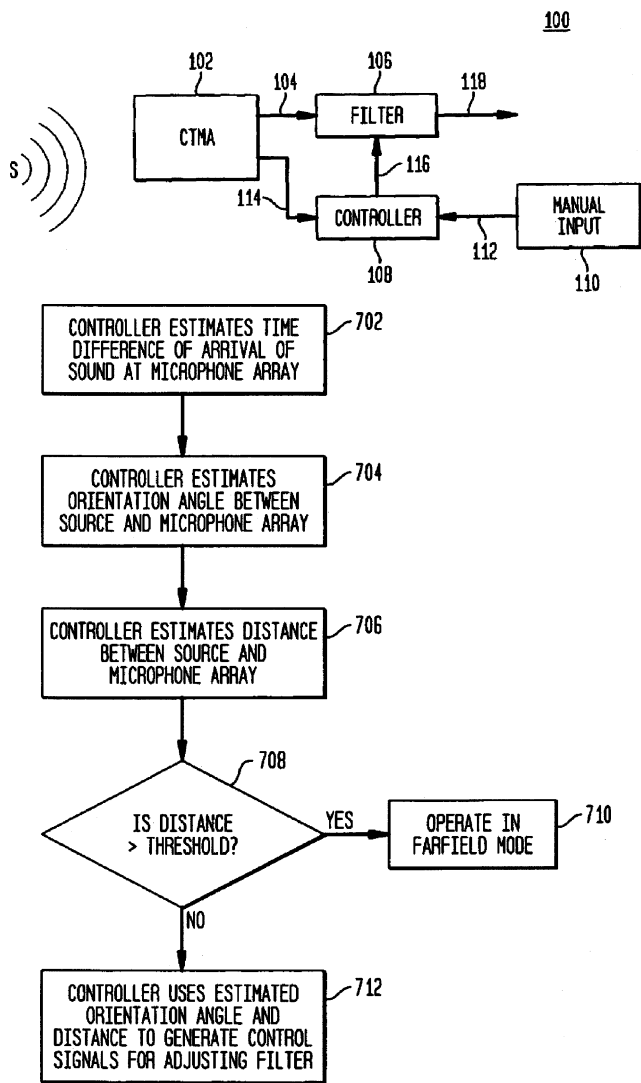 100
102
104
106
118
CTMA
FILTER
S
116
114
CONTROLLER
MANUAL
INPUT
112
108
110
CONTROLLER ESTIMATES TIME
DIFFERENCE OF ARRIVAL OF
SOUND AT MICROPHONE ARRAY
702
CONTROLLER ESTIMATES
ORIENTATION ANGLE BETWEEN
SOURCE AND MICROPHONE ARRAY
704
CONTROLLER ESTIMATES DISTANCE
BETWEEN SOURCE AND
MICROPHONE ARRAY
706
708
IS DISTANCE
> THRESHOLD?
YES
OPERATE IN
FARFIELD MODE
710
NO
CONTROLLER USES ESTIMATED
ORIENTATION ANGLE AND
DISTANCE TO GENERATE CONTROL
SIGNALS FOR ADJUSTING FILTER
712